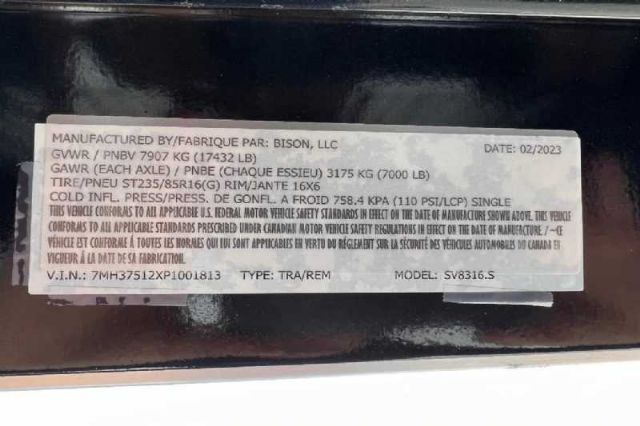 MANUFACTURED BY/FABRIQUE PAR: BISON, LLC DATE: 02/2023
GVWR / PNBV 7907 KG (17432 LB)
GAWR (EACH AXLE) / PNBE (CHAQUE ESSIEU) 3175 KG (7000 LB)
TIRE/PNEU ST235/85R16(G) RIM/JANTE 16X6
COLD INFL. PRESS/PRESS. DE GONFL. A FROID 758.4 KPA (110 PSI/LCP) SINGLE
THIS VEHICLE CONFORMS TO ALL APPLICABLE U.S. FEDERAL MOTOR VEHICLE SAFETY STANDARDS IN EFFECT ON THE DATE OF MANUFACTURE SHOWN ABOVE. THIS
VEHICLE CONFORMS TO ALL APPLICABLE STANDARDS PRESCRIBED UNDER CANADIAN MOTOR VEHICLE SAFETY IN EFFECT ON THE DATE OF MANUFACTURE. /~CE
VÉHICULE EST CONFORME À TOUTES LES NORMES QUI LUI SONT APPLICABLES EN VERTU DU RÉGLEMENT SUR LA SÉCURITÉ DES VÉHICULES AUTOMOBILES DU CANADA EN
VIGUEUR À LA DATE DE SA FABRICATION.
V.I.N.: 7MH37512XP1001813 TYPE: TRA/REM MODEL: SV8316.S